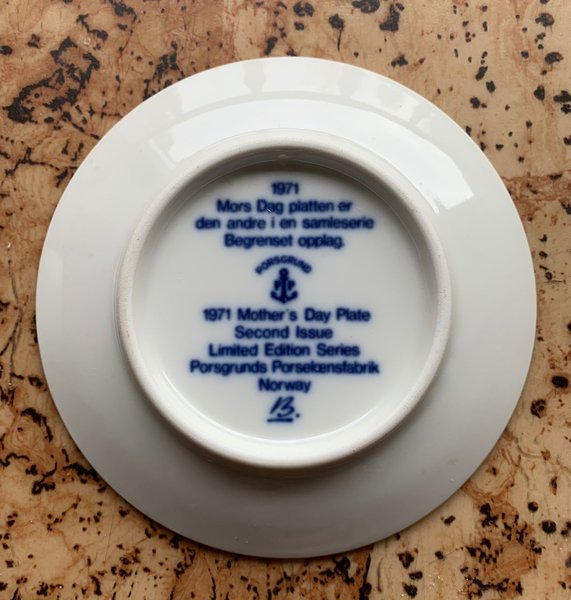 1971
Mors Dag platten er
den andre i en samleserie
Begrenset opplag.
PORSGRUND
1971 Mother's Day Plate
Second Issue
Limited Edition Series
Porsgrunds Porselænsfabrik
Norway
B.